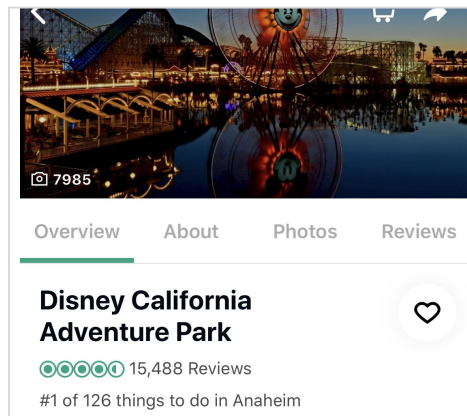 7985
Overview About Photos Reviews
Disney California
Adventure Park
15,488 Reviews
#1 of 126 things to do in Anaheim